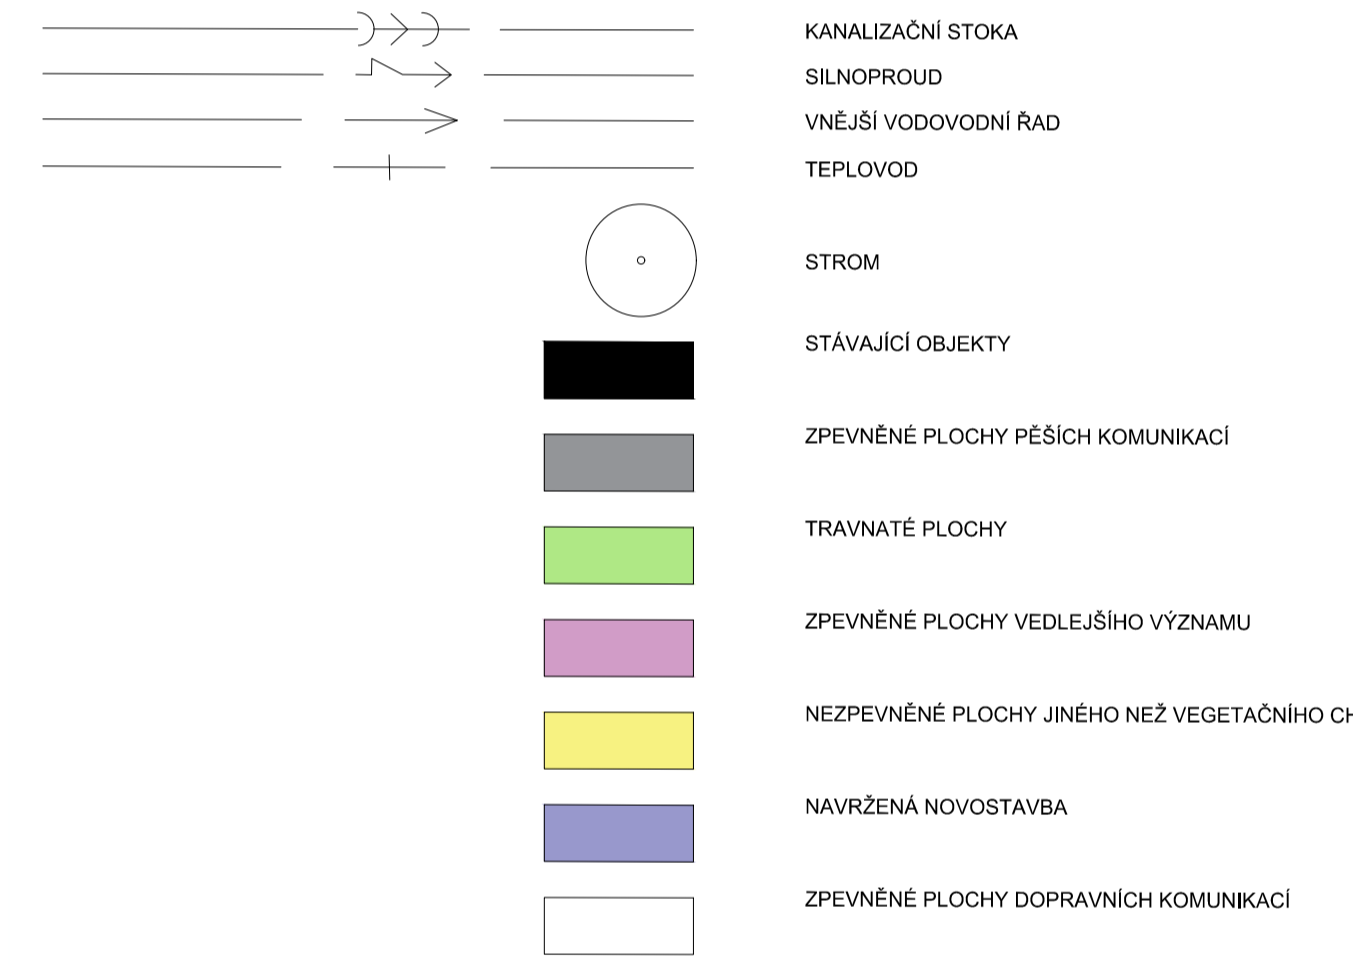 KANALIZAČNÍ STOKA
SILNOPROUD
VNĚJŠÍ VODOVODNÍ ŘAD
TEPLOVOD
STROM
STÁVAJÍCÍ OBJEKTY
ZPEVNĚNÉ PLOCHY PĚŠÍCH KOMUNIKACÍ
TRAVNATÉ PLOCHY
ZPEVNĚNÉ PLOCHY VEDLEJŠÍHO VÝZNAMU
NEZPEVNĚNÉ PLOCHY JINÉHO NEŽ VEGETAČNÍHO
NAVRŽENÁ NOVOSTAVBA
ZPEVNĚNÉ PLOCHY DOPRAVNÍCH KOMUNIKACÍ